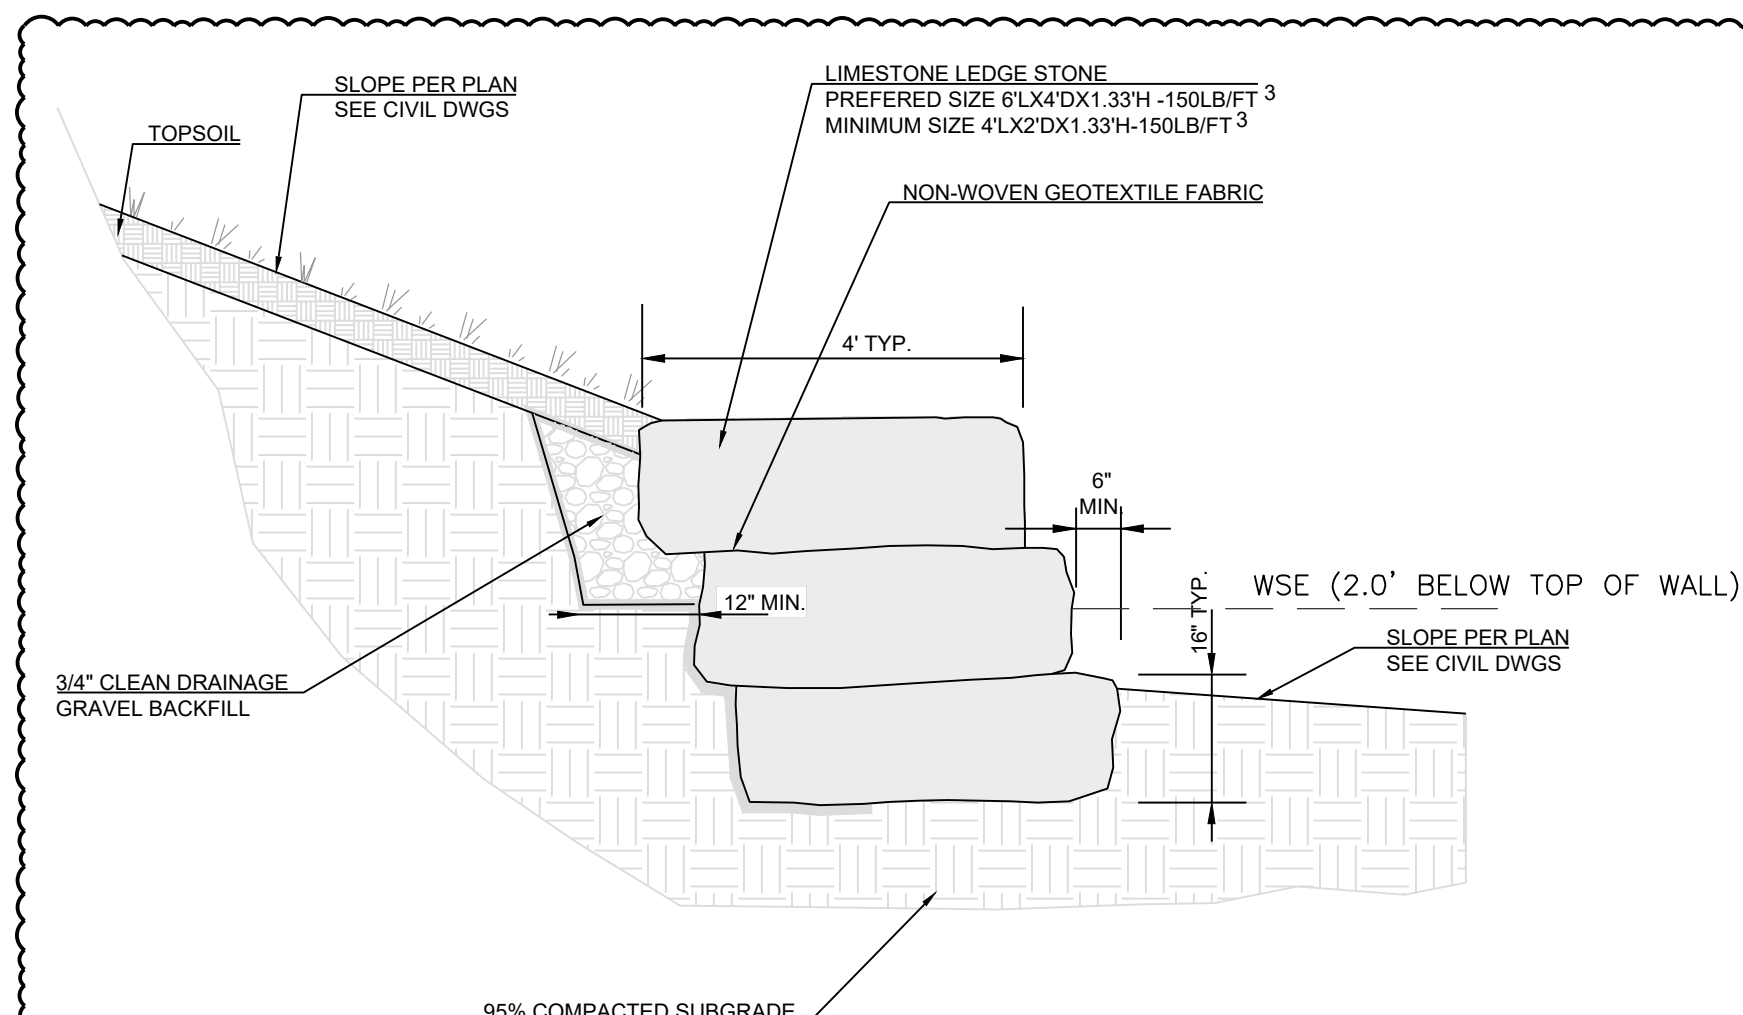 SLOPE PER PLAN
SEE CIVIL DWGS
TOPSOIL
LIMESTONE LEDGE STONE
PREFERED SIZE 6'LX4'DX1.33'H -150LB/FT 3
MINIMUM SIZE 4'LX2'DX1.33'H-150LB/FT 3
NON-WOVEN GEOTEXTILE FABRIC
4' TYP.
6"
MIN.
16" TYP.
WSE (2.0' BELOW TOP OF WALL)
12" MIN.
SLOPE PER PLAN
SEE CIVIL DWGS
3/4" CLEAN DRAINAGE
GRAVEL BACKFILL
95% COMPACTED SUBGRADE